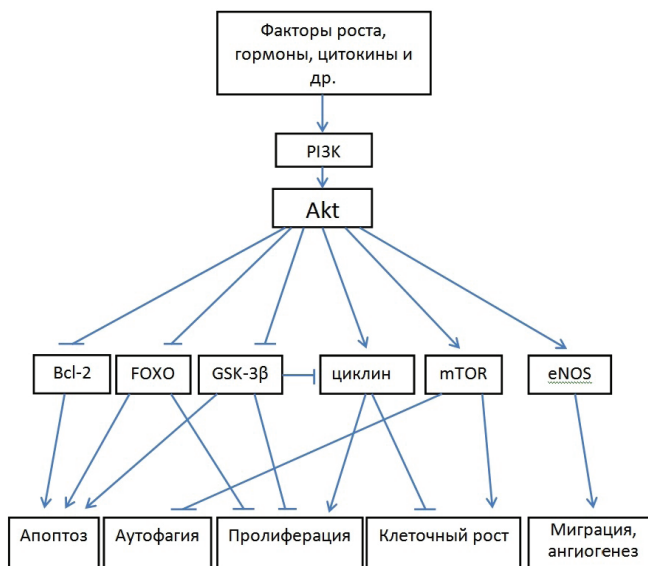 Факторы роста,
гормоны, цитокины и
др.
PI3K
Akt
Bcl-2
FOXO
GSK-3β
циклин
mTOR
eNOS
Апоптоз
Аутофагия
Пролиферация
Клеточный рост
Миграция,
ангиогенез